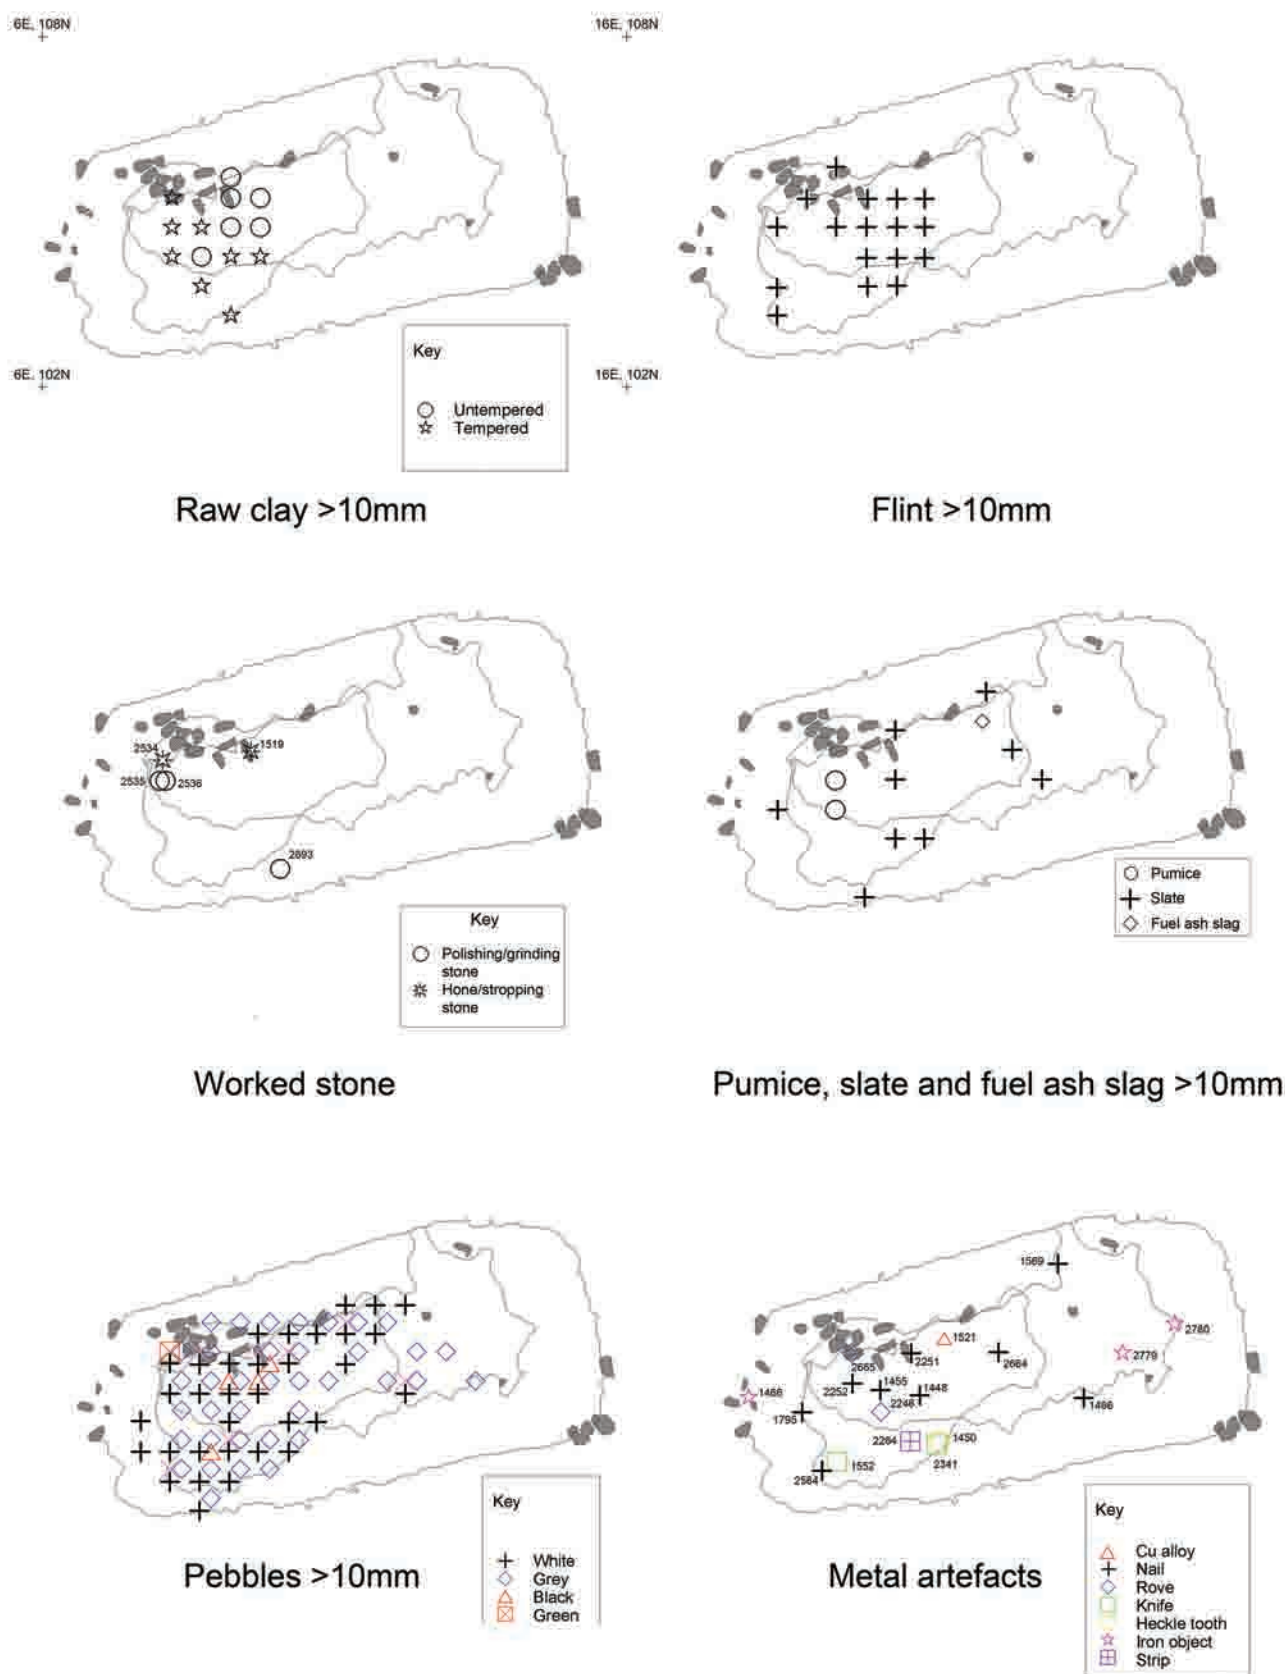 6E, 108N
16E, 108N
6E, 102N
16E, 102N
Key
Untempered
Tempered
Raw clay >10mm
Flint >10mm
2534
1519
2535
2536
2693
Key
Polishing/grinding
stone
Hone/stropping
stone
Pumice
Slate
Fuel ash slag
Worked stone
Pumice, slate and fuel ash slag >10mm
Key
White
Grey
Black
Green
Pebbles >10mm
1569
2780
1521
2251
2664
2779
2665
2252
1455
1448
1466
2246
1486
1795
2264
1450
2341
1552
2564
Key
Cu alloy
Nail
Rove
Knife
Heckle tooth
Iron object
Strip
Metal artefacts